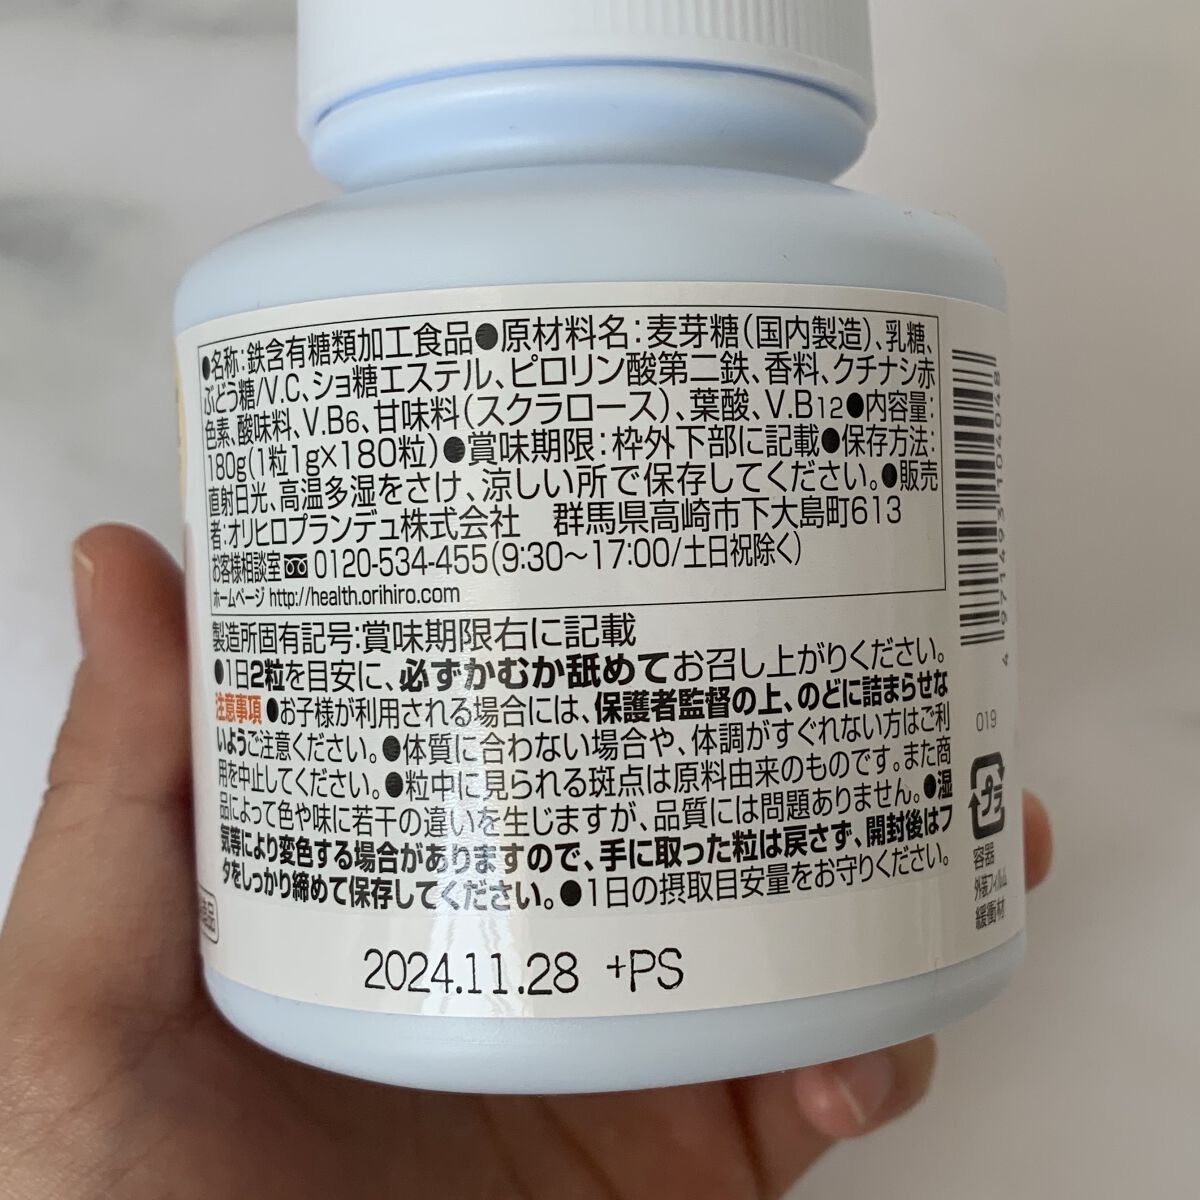 ●名称:鉄含有糖類加工食品●原材料名:麦芽糖(国内製造)、乳糖、
ぶどう糖/V.C、ショ糖エステル、ピロリン酸第二鉄、香料、クチナシ赤
色素、酸味料、V.B6、甘味料(スクラロース)、葉酸、V.B12●内容量:
180g(1粒1g×180粒)●賞味期限:枠外下部に記載●保存方法:
直射日光、高温多湿をさけ、涼しい所で保存してください。●販売
者:オリヒロプランデュ株式会社 群馬県高崎市下大島町613
お客様相談室 0120-534-455(9:30～17:00/土日祝除く)
ホームページ http://health.orihiro.com
製造所固有記号:賞味期限右に記載
●1日2粒を目安に、必ずかむか舐めてお召し上がりください。
注意事項 ●お子様が利用される場合には、保護者監督の上、のどに詰まらせな
いようご注意ください。●体質に合わない場合や、体調がすぐれない方はご利
用を中止してください。●粒中に見られる斑点は原料由来のものです。また商
品によって色や味に若干の違いを生じますが、品質には問題ありません。●湿
気等により変色する場合がありますので、手に取った粒は戻さず、開封後はフ
タをしっかり締めて保存してください。●1日の摂取目安量をお守りください。
2024.11.28 +PS
4 971493 104048
019
プラ
容器
外装フィルム
緩衝材